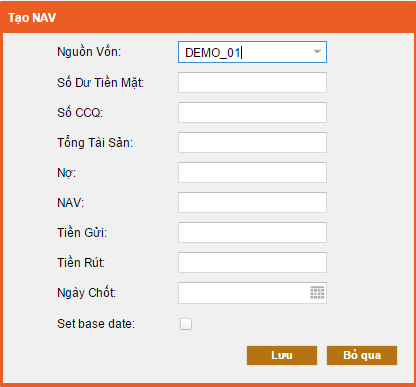 Tạo NAV
Nguồn Vốn: DEMO_01
Số Dư Tiền Mặt:
Số CCQ:
Tổng Tài Sản:
Nợ:
NAV:
Tiền Gửi:
Tiền Rút:
Ngày Chốt:
Set base date:
Lưu Bỏ qua